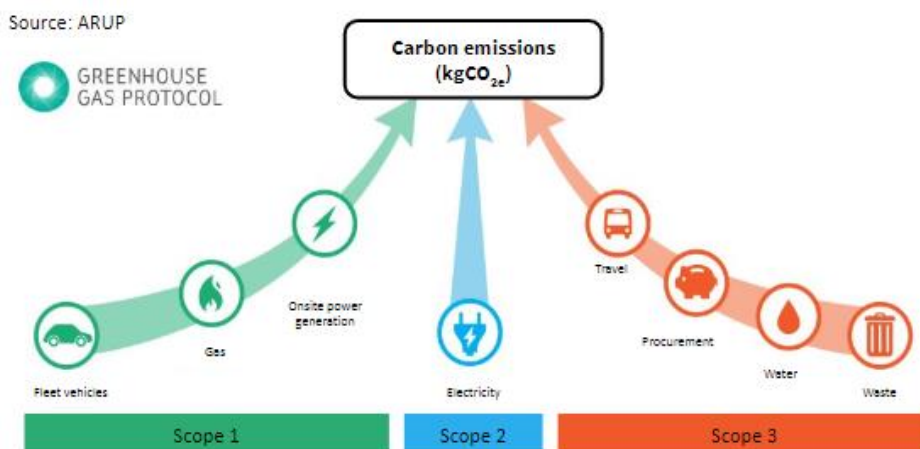 Source: ARUP
GREENHOUSE
GAS PROTOCOL
Carbon emissions
(kgCO2e)
Fleet vehicles
Gas
Onsite power
generation
Electricity
Travel
Procurement
Water
Waste
Scope 1
Scope 2
Scope 3